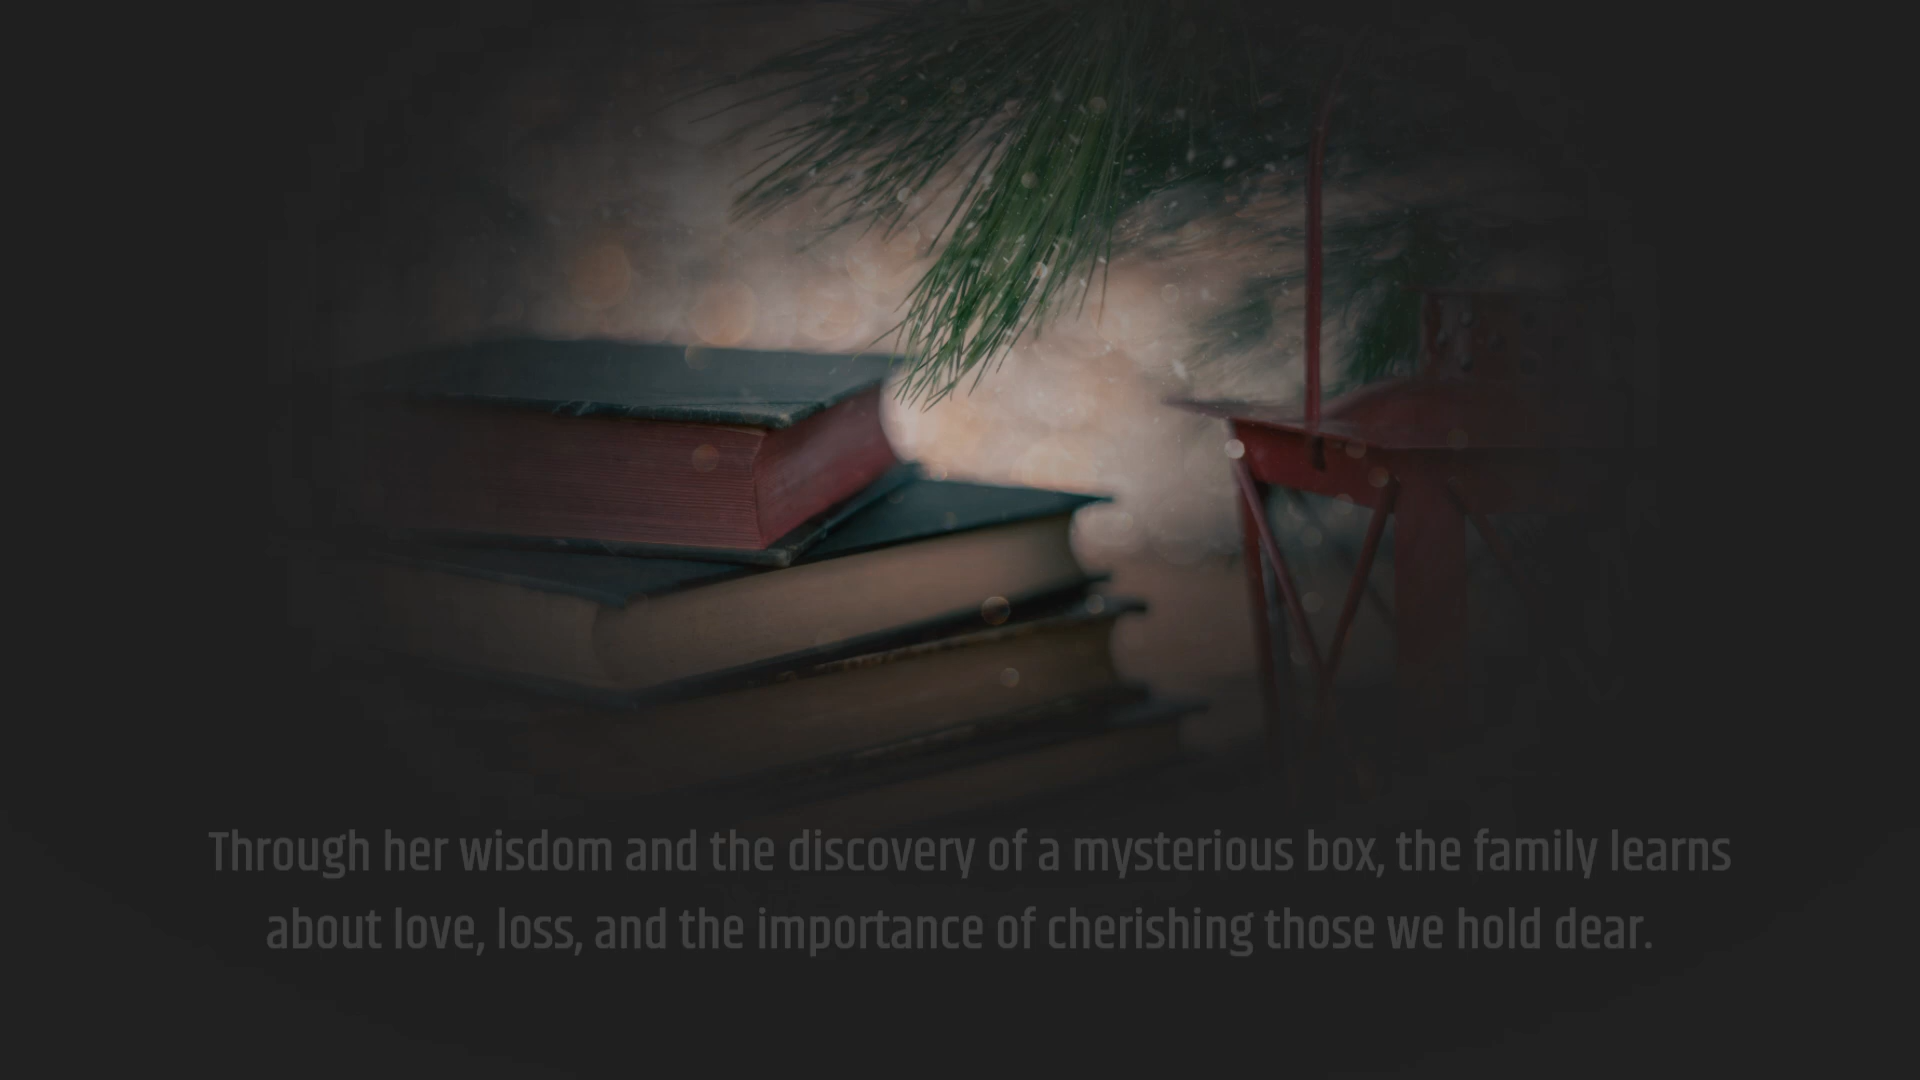 Through her wisdom and the discovery of a mysterious box, the family learns
about love, loss, and the importance of cherishing those we hold dear.